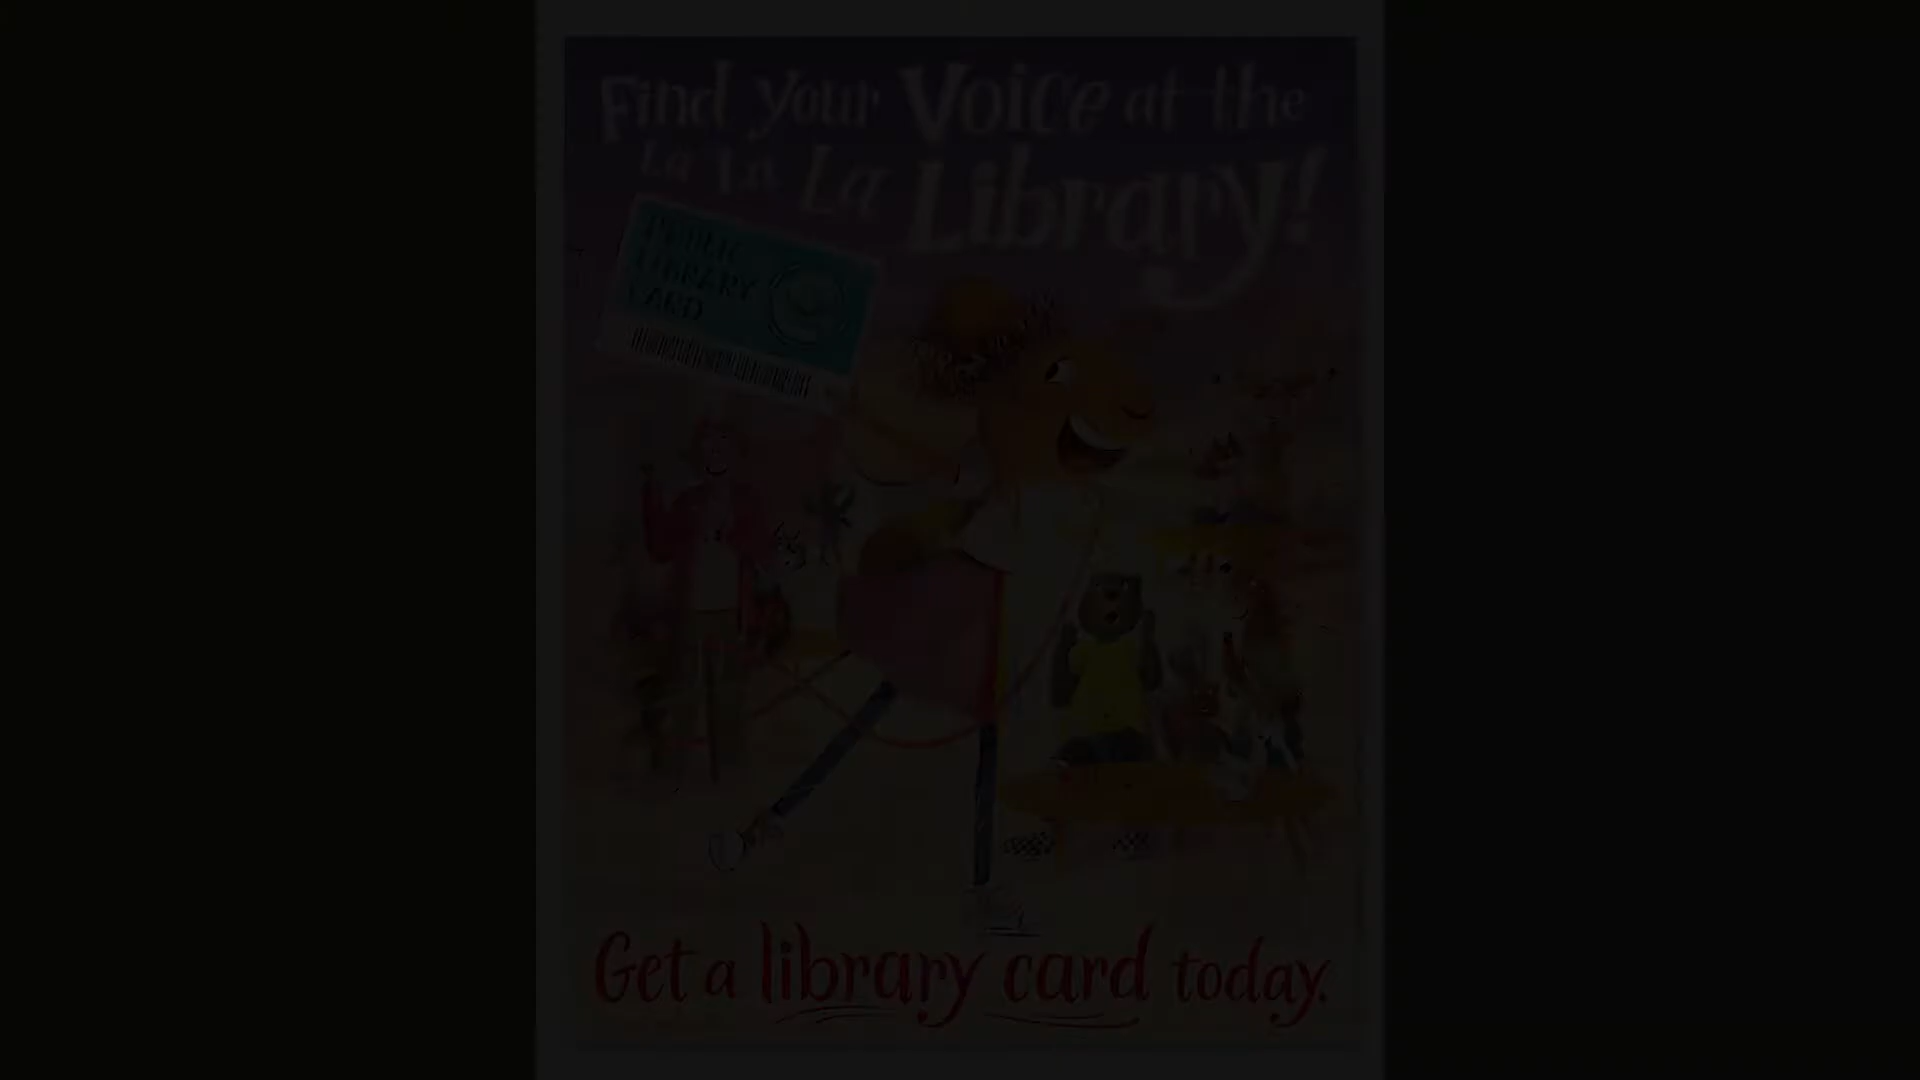 Find your Voice at the
La La La Library!
PUBLIC
LIBRARY
CARD
Get a library card today.